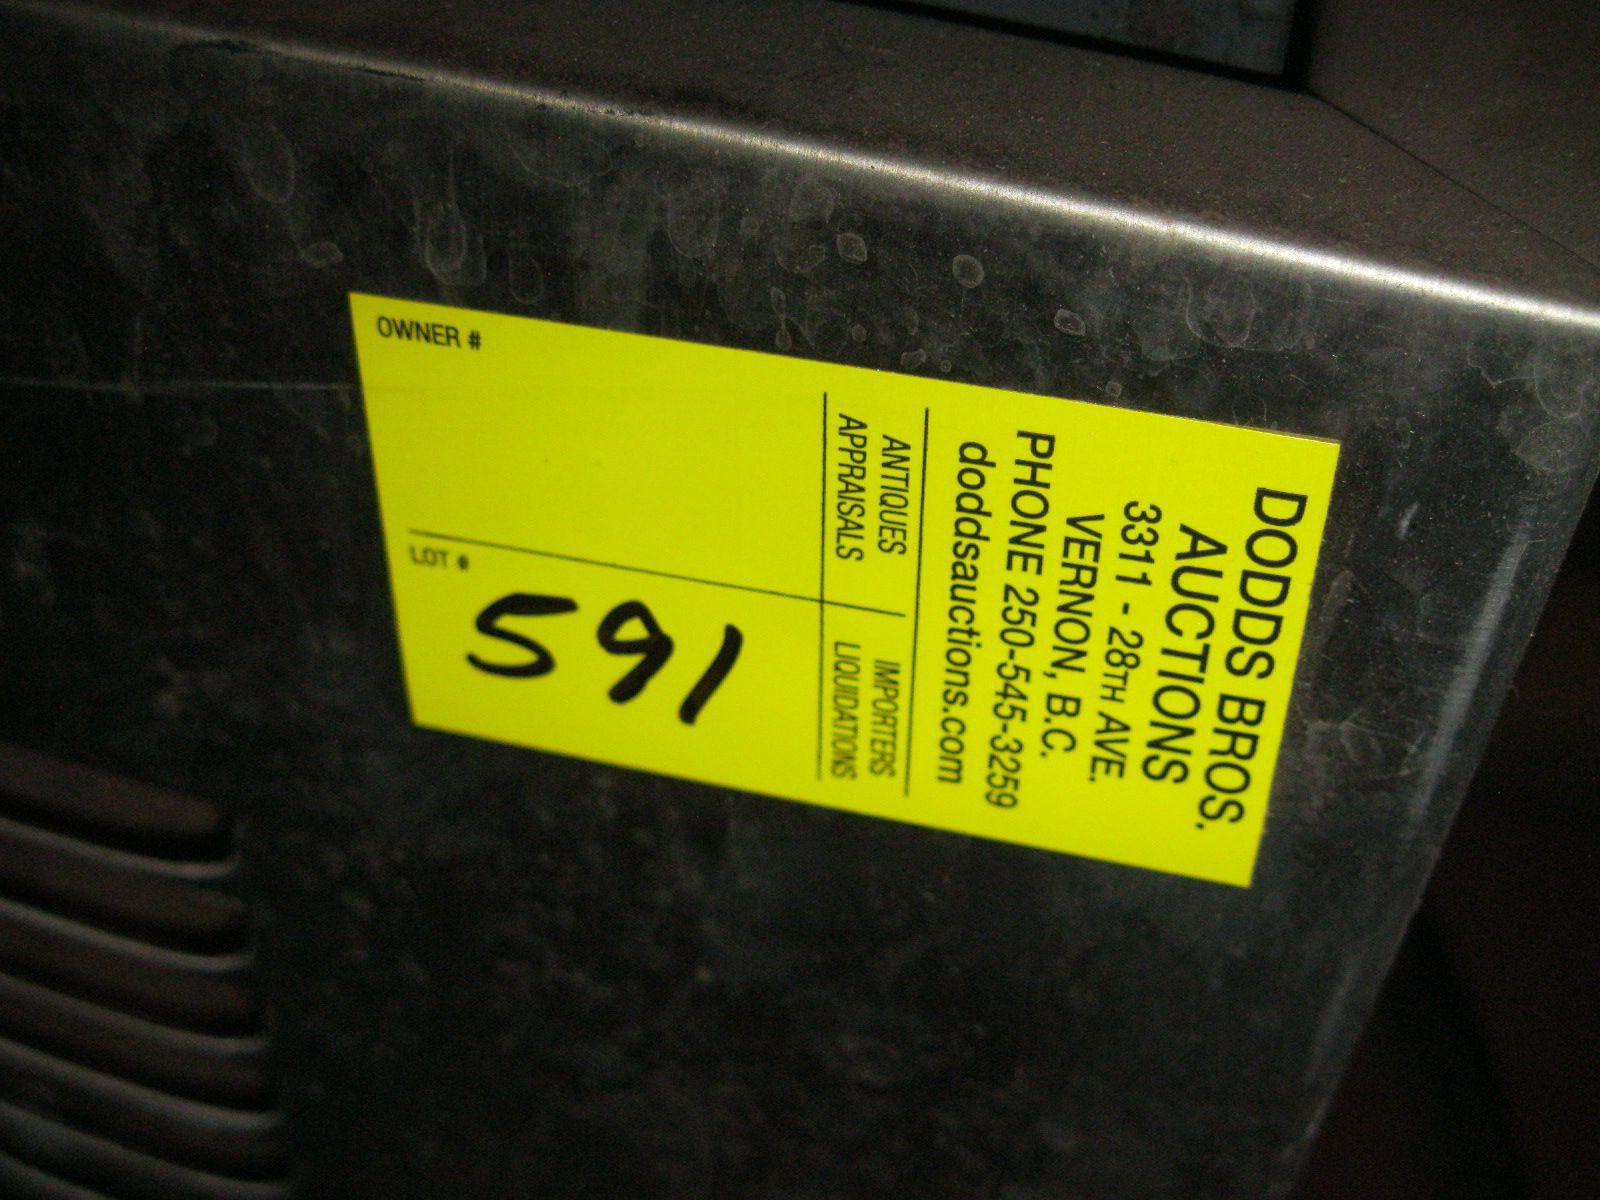 DODDS BROS.
AUCTIONS
3311 - 28TH AVE.
VERNON, B.C.
PHONE 250-545-3259
doddsauctions.com
ANTIQUES IMPORTERS
APPRAISALS LIQUIDATIONS
OWNER #
LOT #
591